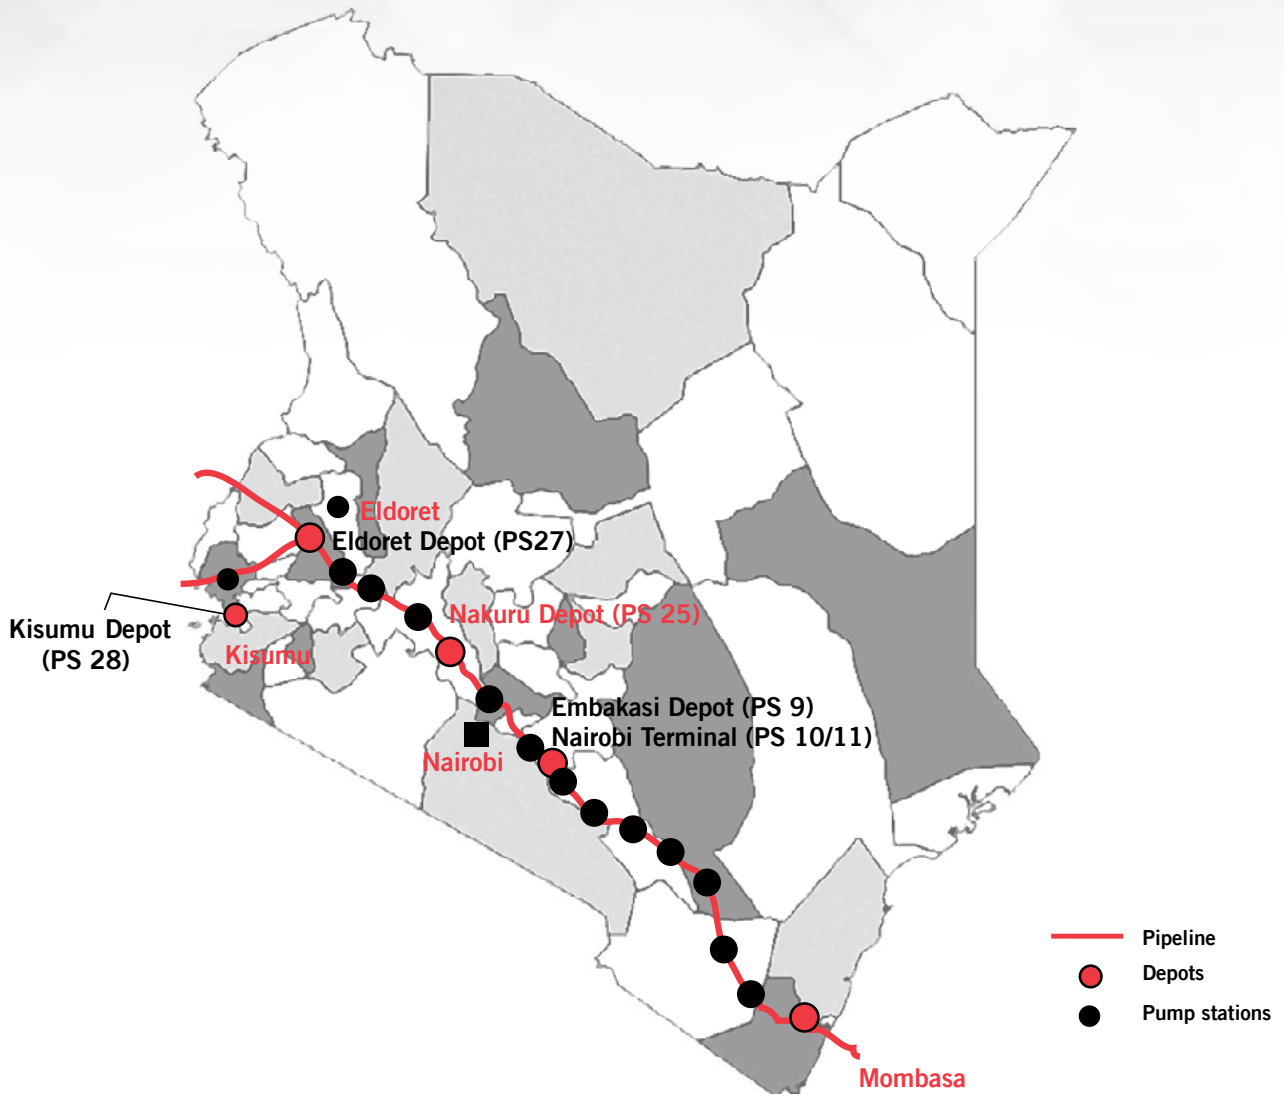 Eldoret
Eldoret Depot (PS27)
Nakuru Depot (PS 25)
Kisumu Depot
(PS 28)
Kisumu
Embakasi Depot (PS 9)
Nairobi Terminal (PS 10/11)
Nairobi
Pipeline
Depots
Pump stations
Mombasa